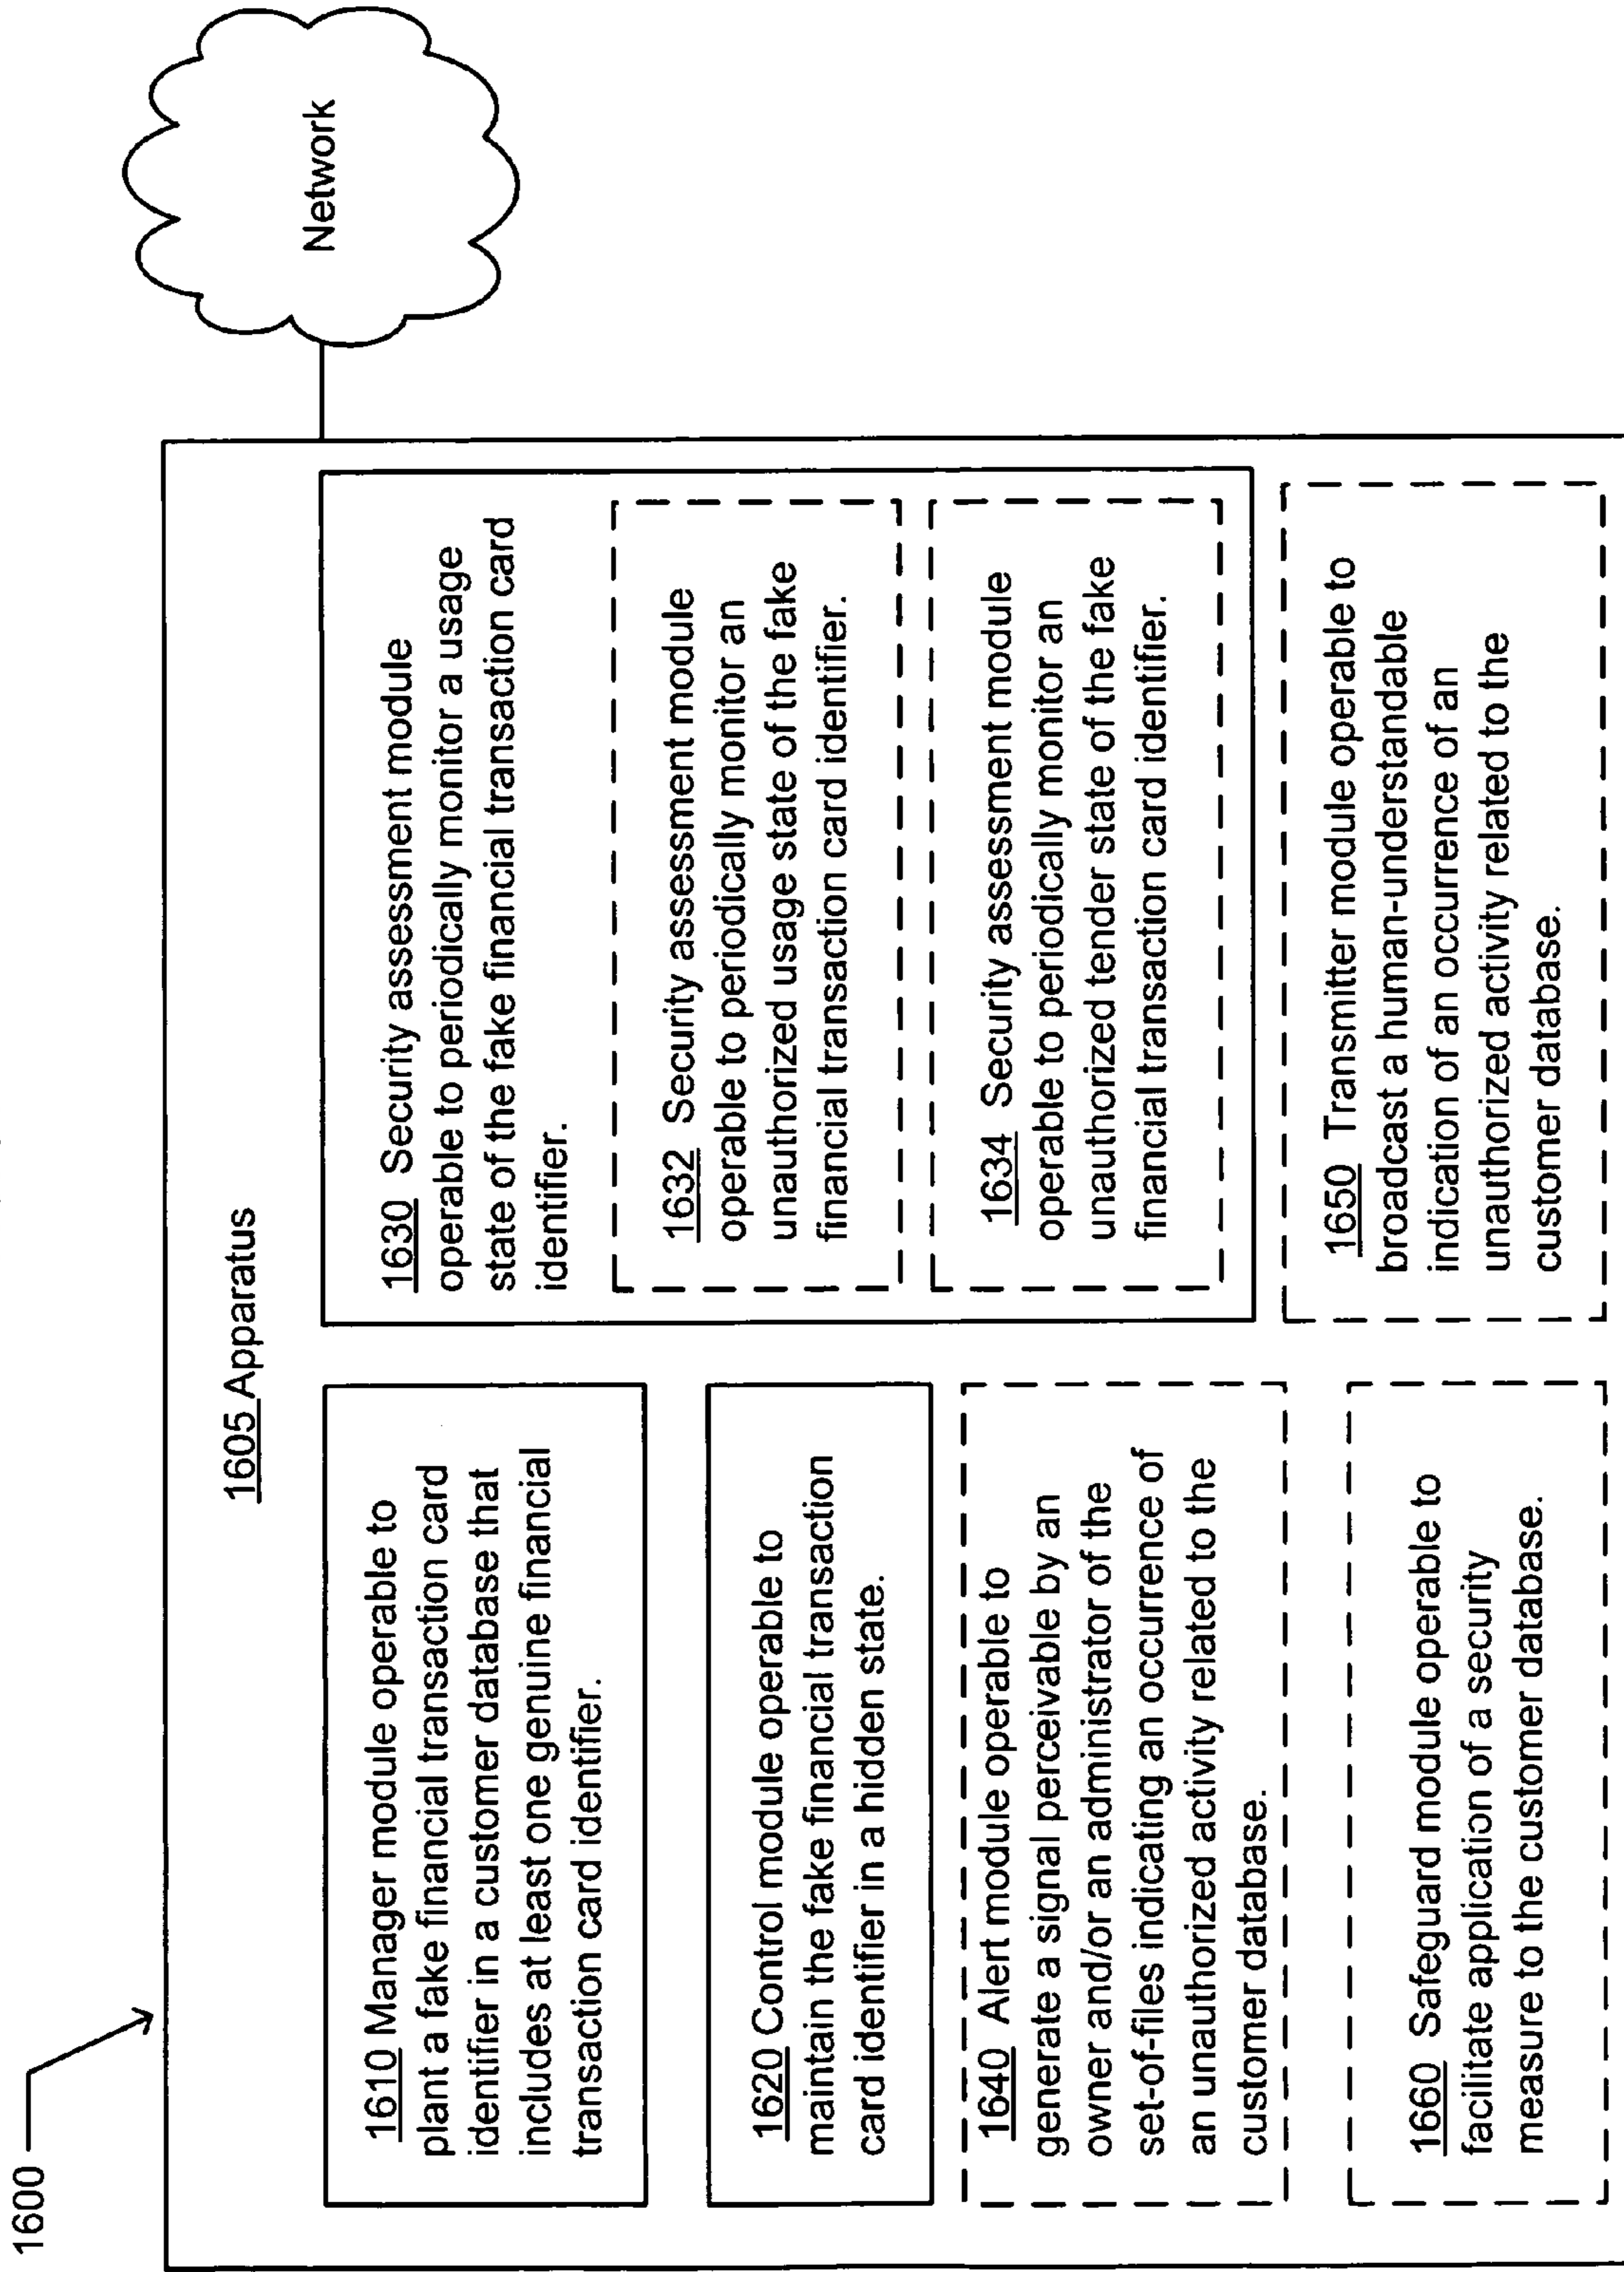 1600
Network
1605 Apparatus
1610 Manager module operable to
plant a fake financial transaction card
identifier in a customer database that
includes at least one genuine financial
transaction card identifier.
1620 Control module operable to
maintain the fake financial transaction
card identifier in a hidden state.
1640 Alert module operable to
generate a signal perceivable by an
owner and/or an administrator of the
set-of-files indicating an occurrence of
an unauthorized activity related to the
customer database.
1660 Safeguard module operable to
facilitate application of a security
measure to the customer database.
1630 Security assessment module
operable to periodically monitor a usage
state of the fake financial transaction card
identifier.
1632 Security assessment module
operable to periodically monitor an
unauthorized usage state of the fake
financial transaction card identifier.
1634 Security assessment module
operable to periodically monitor an
unauthorized tender state of the fake
financial transaction card identifier.
1650 Transmitter module operable to
broadcast a human-understandable
indication of an occurrence of an
unauthorized activity related to the
customer database.